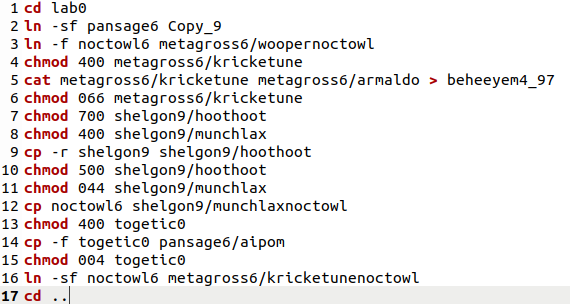 1 cd lab0
2 ln -sf pansage6 Copy_9
3 ln -f noctowl6 metagross6/woopernoctowl
4 chmod 400 metagross6/kricketune
5 cat metagross6/kricketune metagross6/armaldo > beheeyem4_97
6 chmod 066 metagross6/kricketune
7 chmod 700 shelgon9/hoothoot
8 chmod 400 shelgon9/munchlax
9 cp -r shelgon9 shelgon9/hoothoot
10 chmod 500 shelgon9/hoothoot
11 chmod 044 shelgon9/munchlax
12 cp noctowl6 shelgon9/munchlaxnoctowl
13 chmod 400 togetic0
14 cp -f togetic0 pansage6/aipom
15 chmod 004 togetic0
16 ln -sf noctowl6 metagross6/kricketunenoctowl
17 cd ..